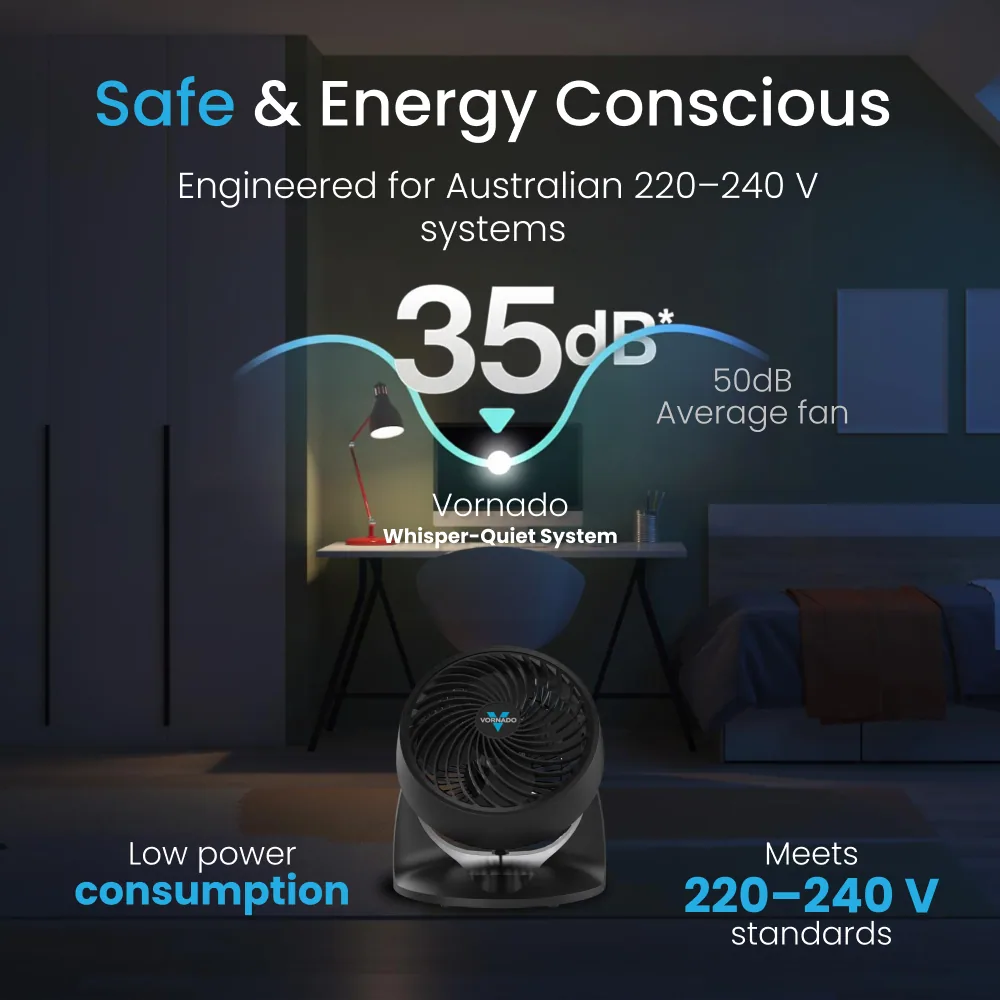 Safe & Energy Conscious
Engineered for Australian 220–240 V
systems
35dB*
50dB
Average fan
Vornado
Whisper-Quiet System
VORNADO
Low power
consumption
Meets
220–240 V
standards